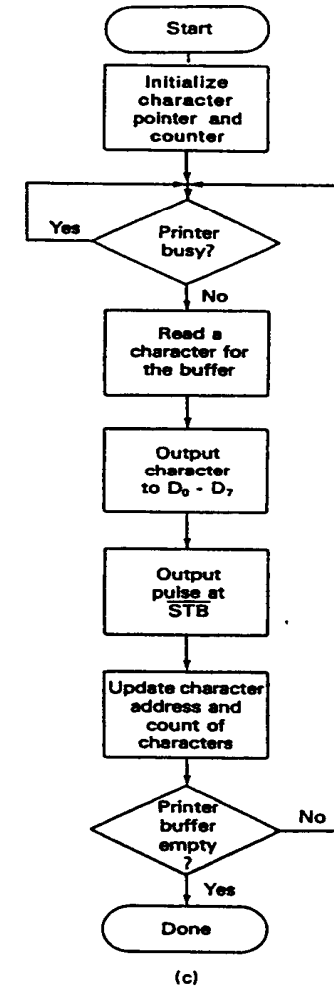 Start
Initialize
character
pointer and
counter
Yes
Printer
busy?
No
Read a
character for
the buffer
Output
character
to D₀ - D₇
Output
pulse at
S̅T̅B̅
Update character
address and
count of
characters
Printer
buffer
empty
?
No
Yes
Done
(c)